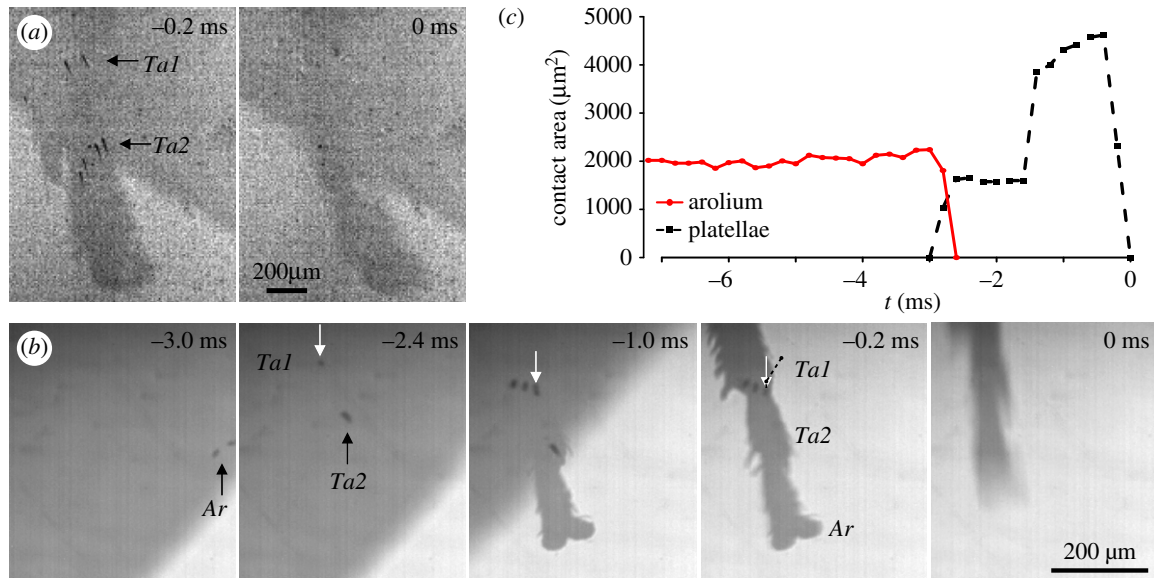 (a)
–0.2 ms
Ta1
Ta2
0 ms
200µm
(c)
contact area (µm²)
5000
4000
3000
2000
1000
0
arolium
platellae
–6
–4
–2
0
t (ms)
(b)
–3.0 ms
Ar
–2.4 ms
Ta1
Ta2
–1.0 ms
–0.2 ms
Ta1
Ta2
Ar
0 ms
200 µm